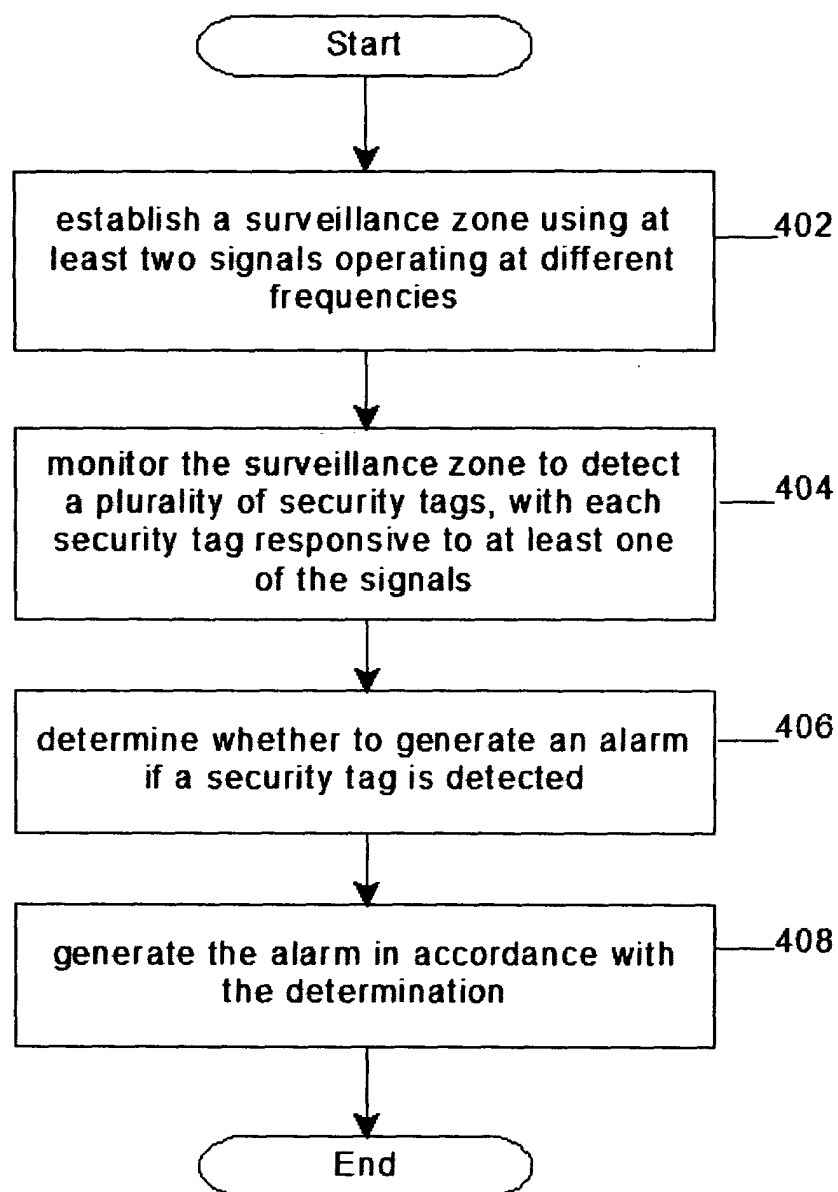 Start
establish a surveillance zone using at
least two signals operating at different
frequencies
402
monitor the surveillance zone to detect
a plurality of security tags, with each
security tag responsive to at least one
of the signals
404
determine whether to generate an alarm
if a security tag is detected
406
generate the alarm in accordance with
the determination
408
End